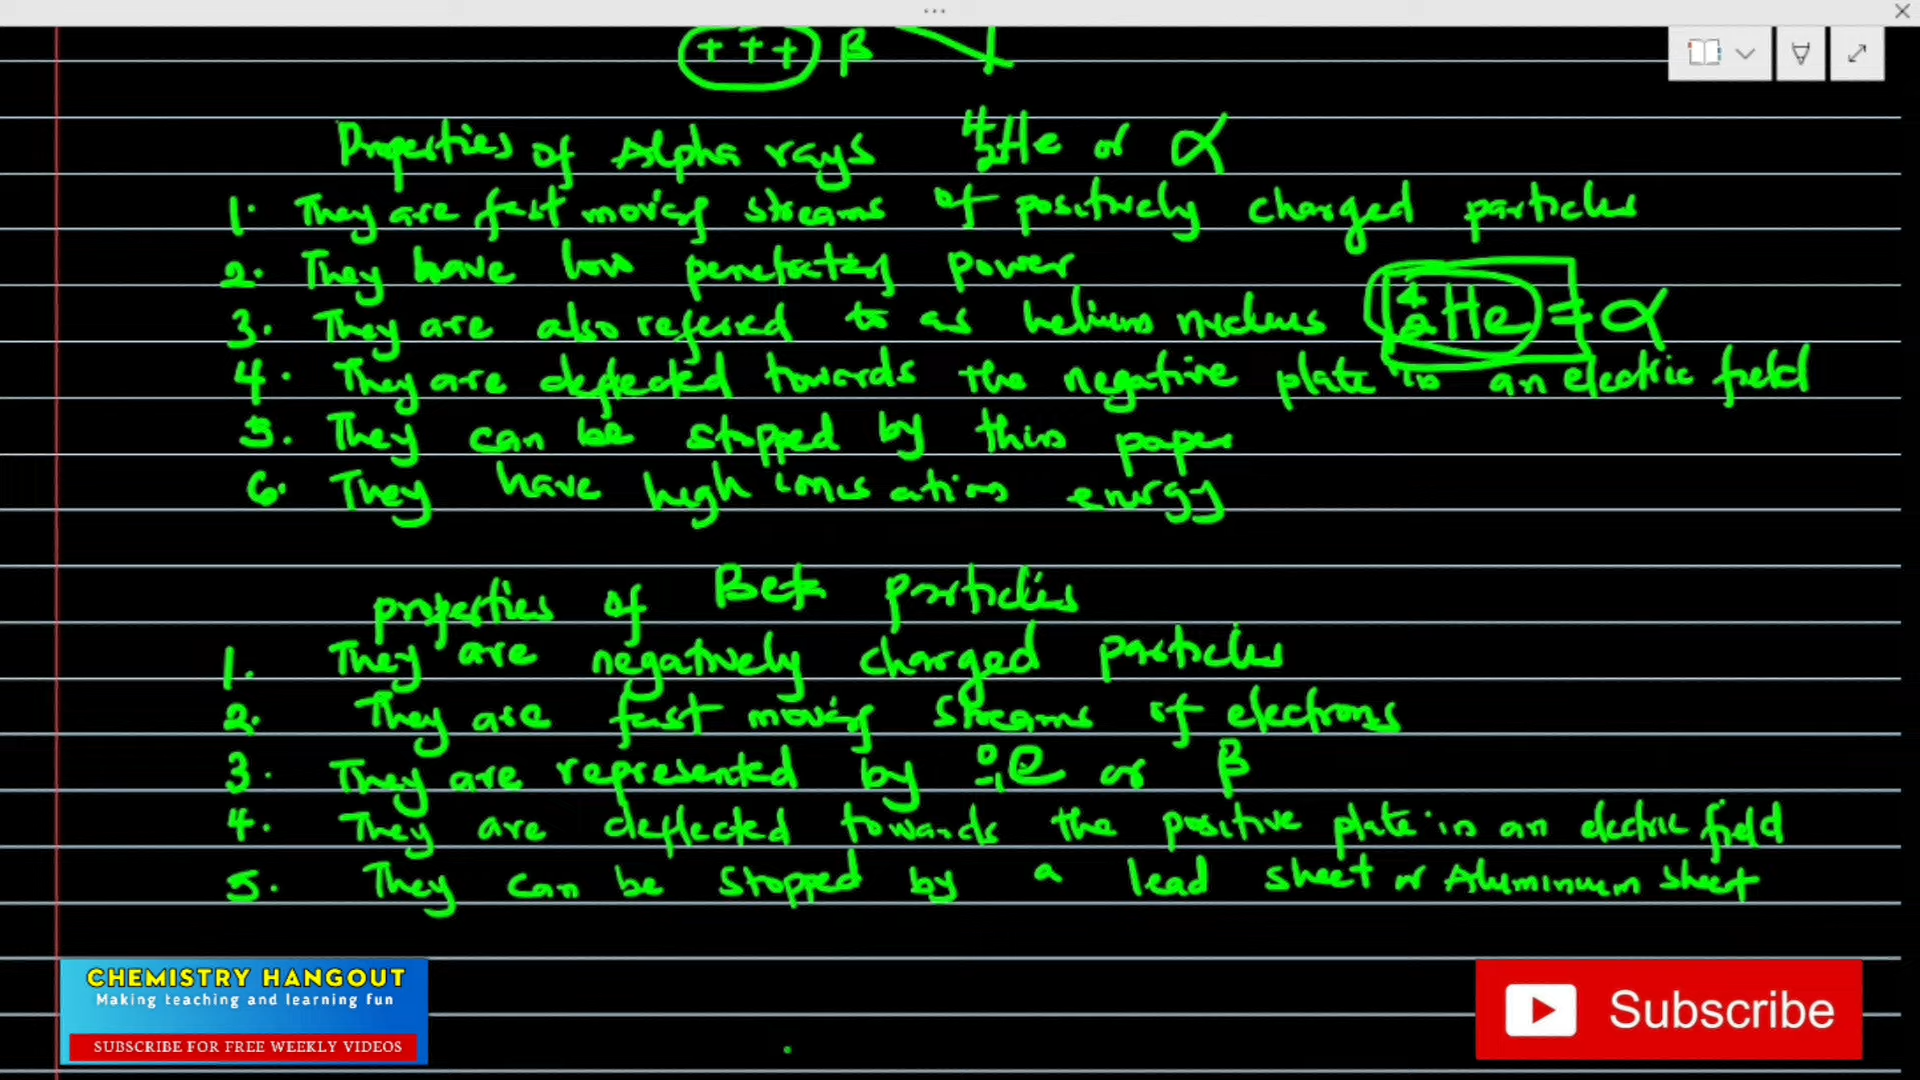 + + + β
Properties of Alpha rays ⁴₂He or α
1. They are fast moving streams of positively charged particles
2. They have low penetrating power
3. They are also referred to as helium nucleus ⁴₂He = α
4. They are deflected towards the negative plate in an electric field
5. They can be stopped by thin paper
6. They have high ionisation energy
properties of Beta particles
1. They are negatively charged particles
2. They are fast moving streams of electrons
3. They are represented by ⁰₋₁e or β
4. They are deflected towards the positive plate in an electric field
5. They can be stopped by a lead sheet or Aluminium sheet
CHEMISTRY HANGOUT
Making teaching and learning fun
SUBSCRIBE FOR FREE WEEKLY VIDEOS
Subscribe